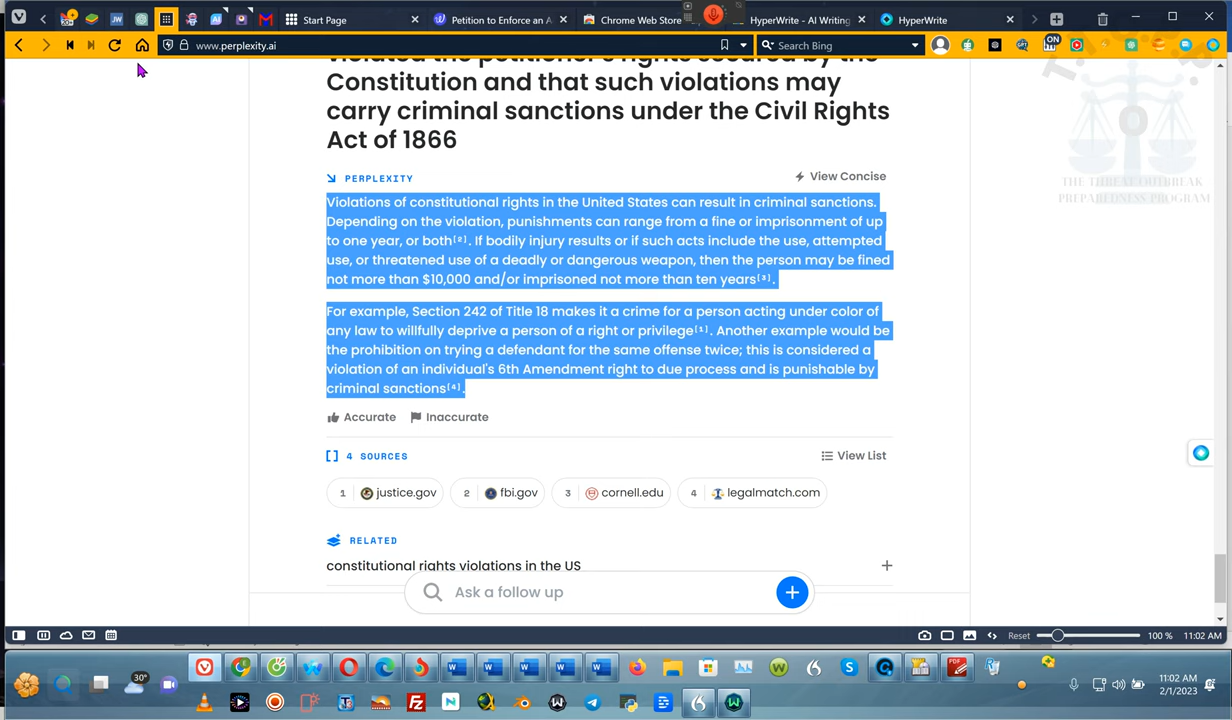 Start Page
Petition to Enforce an A
Chrome Web Store
HyperWrite - AI Writing
HyperWrite
www.perplexity.ai
Search Bing
ON
violated the petitioner's rights secured by the
Constitution and that such violations may
carry criminal sanctions under the Civil Rights
Act of 1866
PERPLEXITY
View Concise
Violations of constitutional rights in the United States can result in criminal sanctions.
Depending on the violation, punishments can range from a fine or imprisonment of up
to one year, or both[2]. If bodily injury results or if such acts include the use, attempted
use, or threatened use of a deadly or dangerous weapon, then the person may be fined
not more than $10,000 and/or imprisoned not more than ten years[3].
For example, Section 242 of Title 18 makes it a crime for a person acting under color of
any law to willfully deprive a person of a right or privilege[1]. Another example would be
the prohibition on trying a defendant for the same offense twice; this is considered a
violation of an individual's 6th Amendment right to due process and is punishable by
criminal sanctions[4].
Accurate
Inaccurate
4 SOURCES
View List
1 justice.gov
2 fbi.gov
3 cornell.edu
4 legalmatch.com
RELATED
constitutional rights violations in the US
Ask a follow up
THE THREAT OUTBREAK
PREPAREDNESS PROGRAM
Reset
100 %
11:02 AM
30°
11:02 AM
2/1/2023